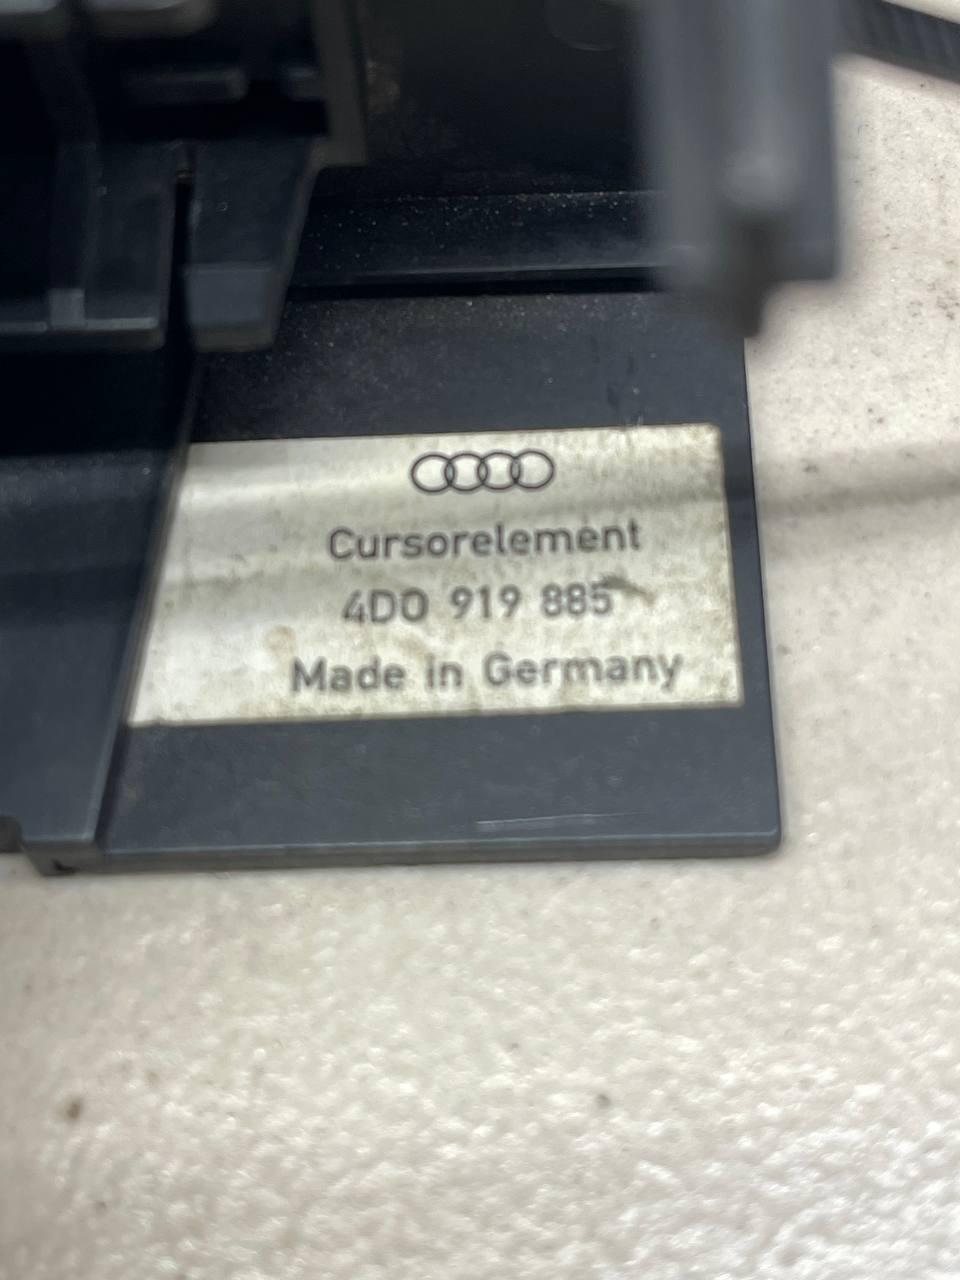 Cursorelement
4D0 919 885
Made in Germany